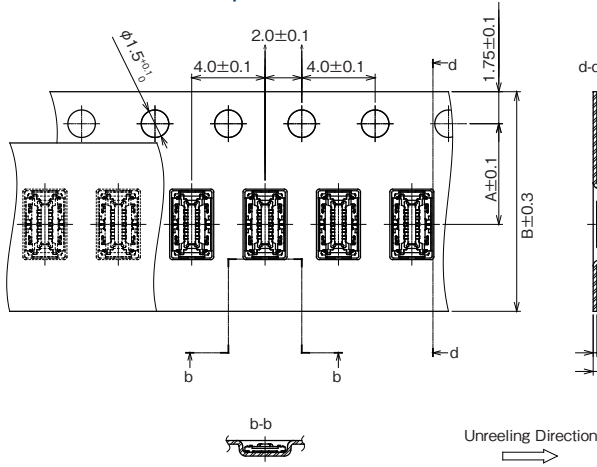 φ1.5 +0.1 0
2.0±0.1
4.0±0.1
4.0±0.1
1.75±0.1
d
A±0.1
B±0.3
b
b
d
b-b
Unreeling Direction